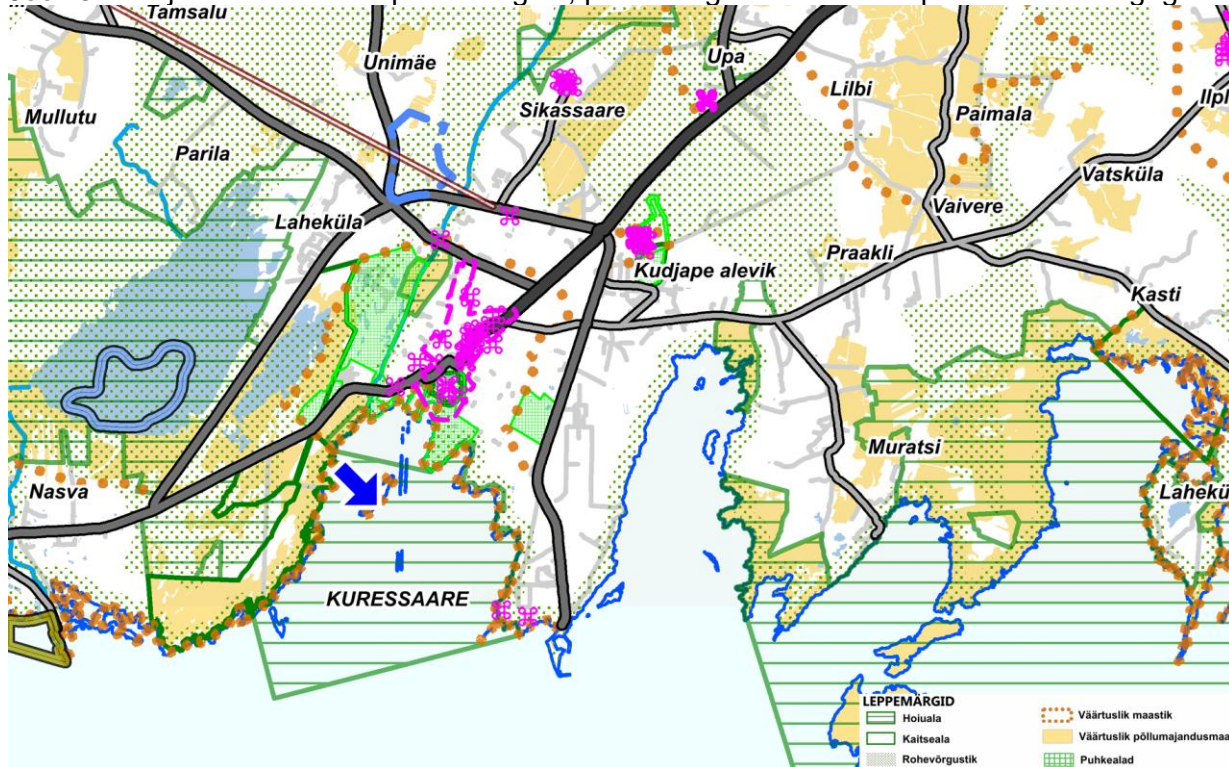 Tamsalu
Unimäe
Upa
Mullutu
Sikassaare
Lilbi
Paimala
Parila
Vatsküla
Laheküla
Vaivere
Praakli
Kudjape alevik
Kasti
Muratsi
Nasva
KURESSAARE
LEPPEMÄRGID
Hoiuala
Väärtuslik maastik
Kaitseala
Väärtuslik põllumajandusmaa
Rohevõrgustik
Puhkealad